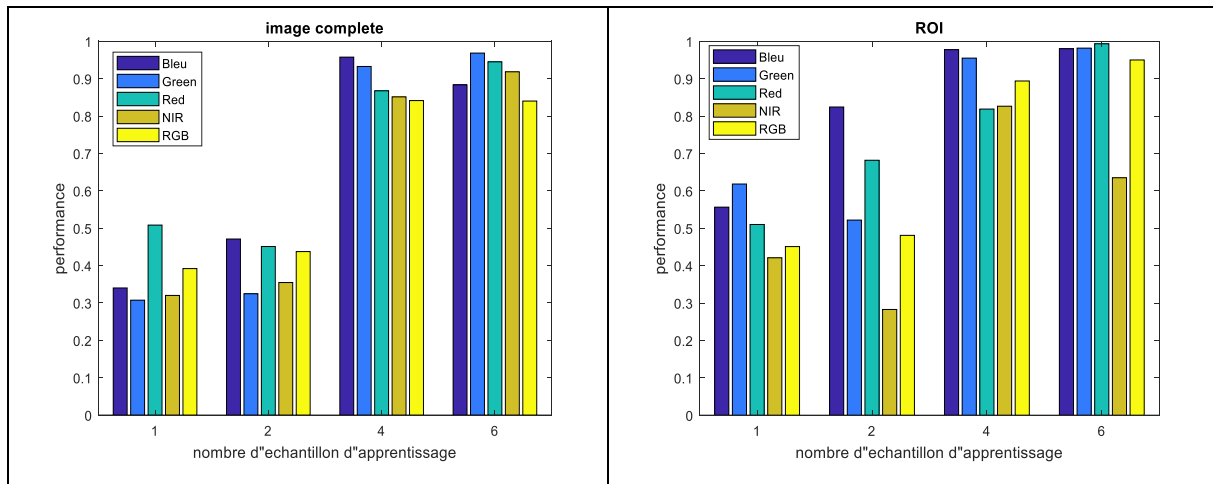 image complete
1
0.9
0.8
0.7
0.6
0.5
0.4
0.3
0.2
0.1
0
performance
Bleu
Green
Red
NIR
RGB
1 2 4 6
nombre d"echantillon d"apprentissage
ROI
1
0.9
0.8
0.7
0.6
0.5
0.4
0.3
0.2
0.1
0
performance
Bleu
Green
Red
NIR
RGB
1 2 4 6
nombre d"echantillon d"apprentissage